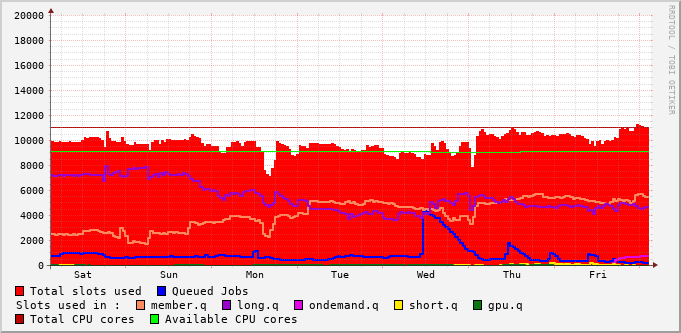 20000
18000
16000
14000
12000
10000
8000
6000
4000
2000
0
Sat Sun Mon Tue Wed Thu Fri
RRDTOOL / TOBI OETIKER
Total slots used Queued Jobs
Slots used in : member.q long.q ondemand.q short.q gpu.q
Total CPU cores Available CPU cores